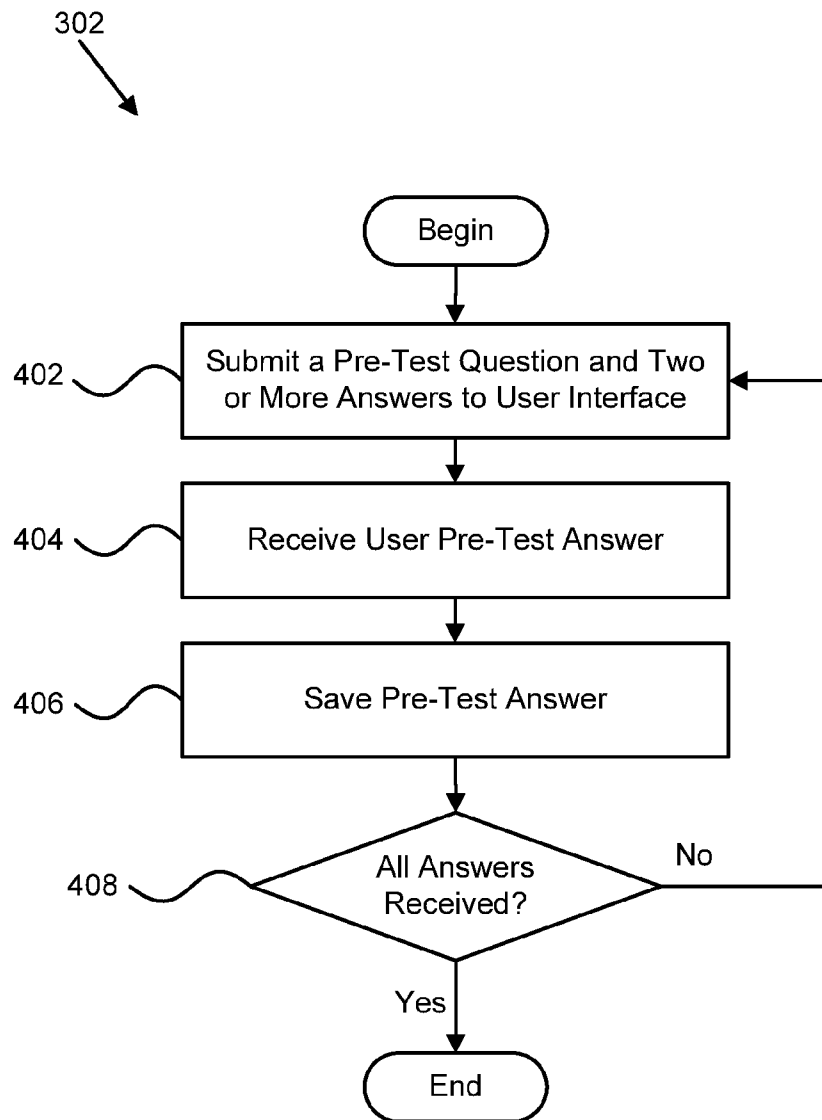 302
Begin
402
Submit a Pre-Test Question and Two
or More Answers to User Interface
404
Receive User Pre-Test Answer
406
Save Pre-Test Answer
408
All Answers
Received?
No
Yes
End